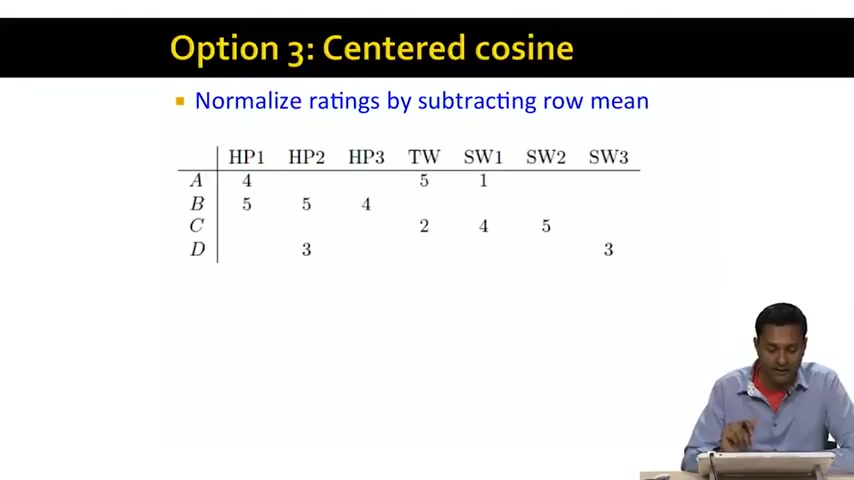 Option 3: Centered cosine
Normalize ratings by subtracting row mean
HP1 HP2 HP3 TW SW1 SW2 SW3
A 4 5 1
B 5 5 4
C 2 4 5
D 3 3